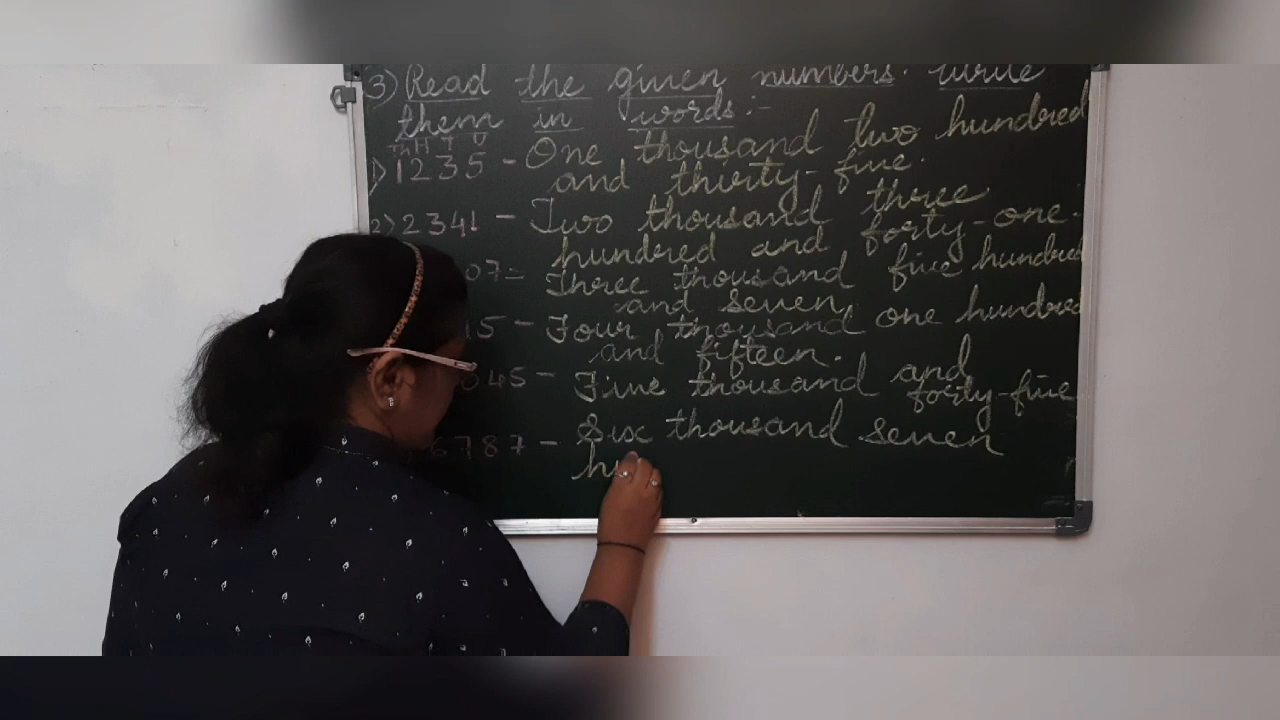 3) Read the given numbers. Write
them in words:-
TH H T U
1) 1235 - One thousand two hundred
and thirty-five.
2) 2341 - Two thousand three
hundred and forty-one.
07 = Three thousand five hundred
and seven
15 - Four thousand one hundred
and fifteen.
045 - Five thousand and
forty-five
6787 - Six thousand seven
hu